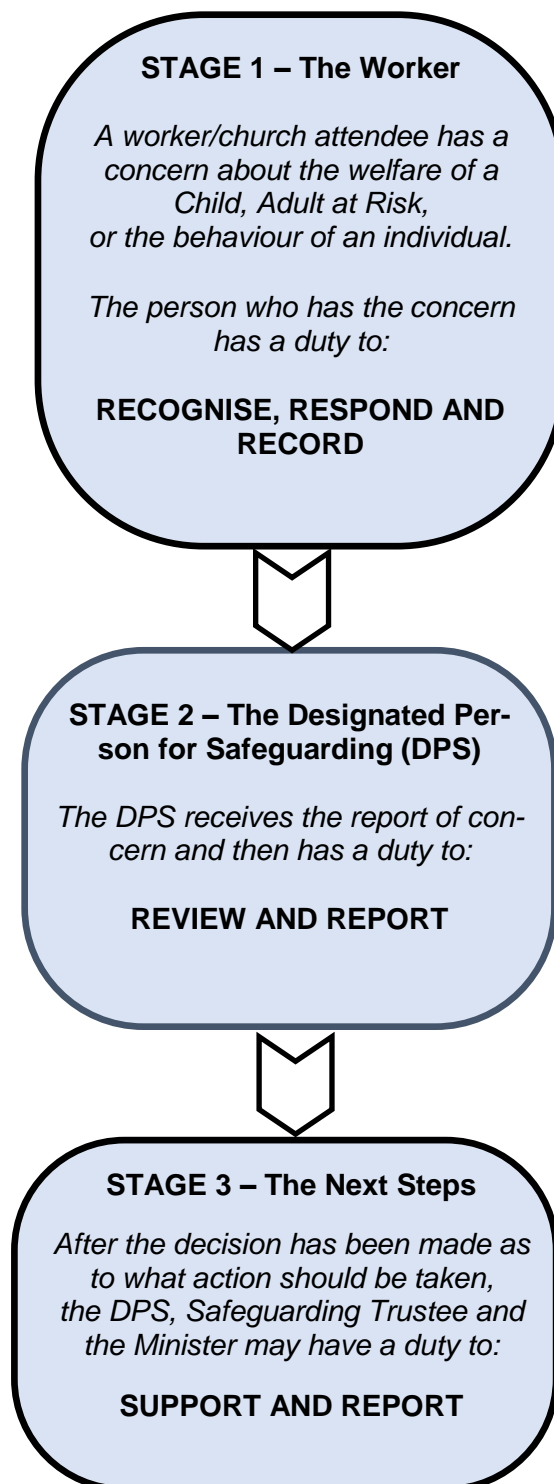 STAGE 1 – The Worker
A worker/church attendee has a
concern about the welfare of a
Child, Adult at Risk,
or the behaviour of an individual.
The person who has the concern
has a duty to:
RECOGNISE, RESPOND AND
RECORD
STAGE 2 – The Designated Per-
son for Safeguarding (DPS)
The DPS receives the report of con-
cern and then has a duty to:
REVIEW AND REPORT
STAGE 3 – The Next Steps
After the decision has been made as
to what action should be taken,
the DPS, Safeguarding Trustee and
the Minister may have a duty to:
SUPPORT AND REPORT